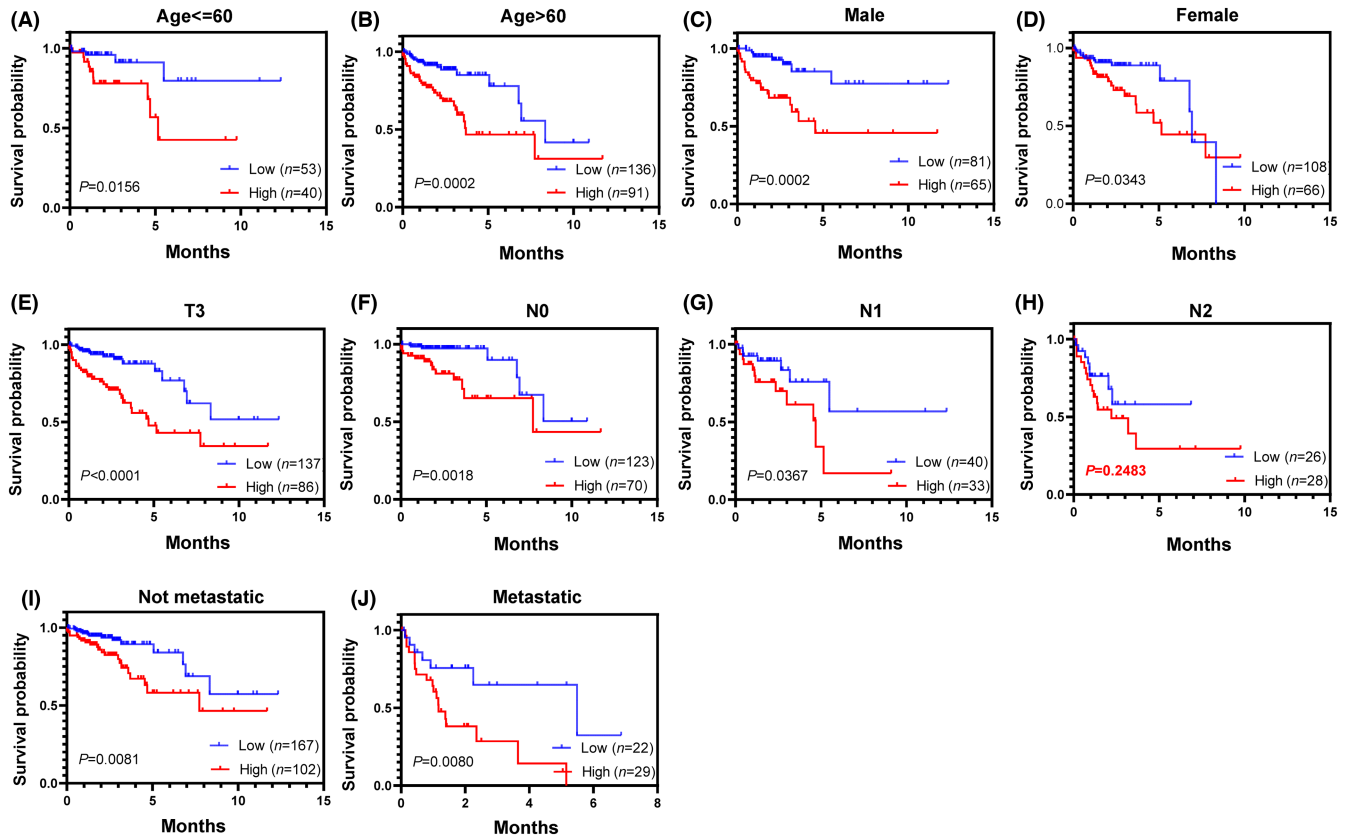 (A) Age<=60
Survival probability
1.0
0.5
0.0
0 5 10 15
Low (n=53)
High (n=40)
P=0.0156
Months
(B) Age>60
Survival probability
1.0
0.5
0.0
0 5 10 15
Low (n=136)
High (n=91)
P=0.0002
Months
(C) Male
Survival probability
1.0
0.5
0.0
0 5 10 15
Low (n=81)
High (n=65)
P=0.0002
Months
(D) Female
Survival probability
1.0
0.5
0.0
0 5 10 15
Low (n=108
High (n=66)
P=0.0343
Months
(E) T3
Survival probability
1.0
0.5
0.0
0 5 10 15
Low (n=137
High (n=86)
P<0.0001
Months
(F) N0
Survival probability
1.0
0.5
0.0
0 5 10 15
Low (n=123)
High (n=70)
P=0.0018
Months
(G) N1
Survival probability
1.0
0.5
0.0
0 5 10 15
Low (n=40)
High (n=33)
P=0.0367
Months
(H) N2
Survival probability
1.0
0.5
0.0
0 5 10 15
Low (n=26)
High (n=28)
P=0.2483
Months
(I) Not metastatic
Survival probability
1.0
0.5
0.0
0 5 10 15
Low (n=167)
High (n=102)
P=0.0081
Months
(J) Metastatic
Survival probability
1.0
0.5
0.0
0 2 4 6 8
Low (n=22)
High (n=29)
P=0.0080
Months